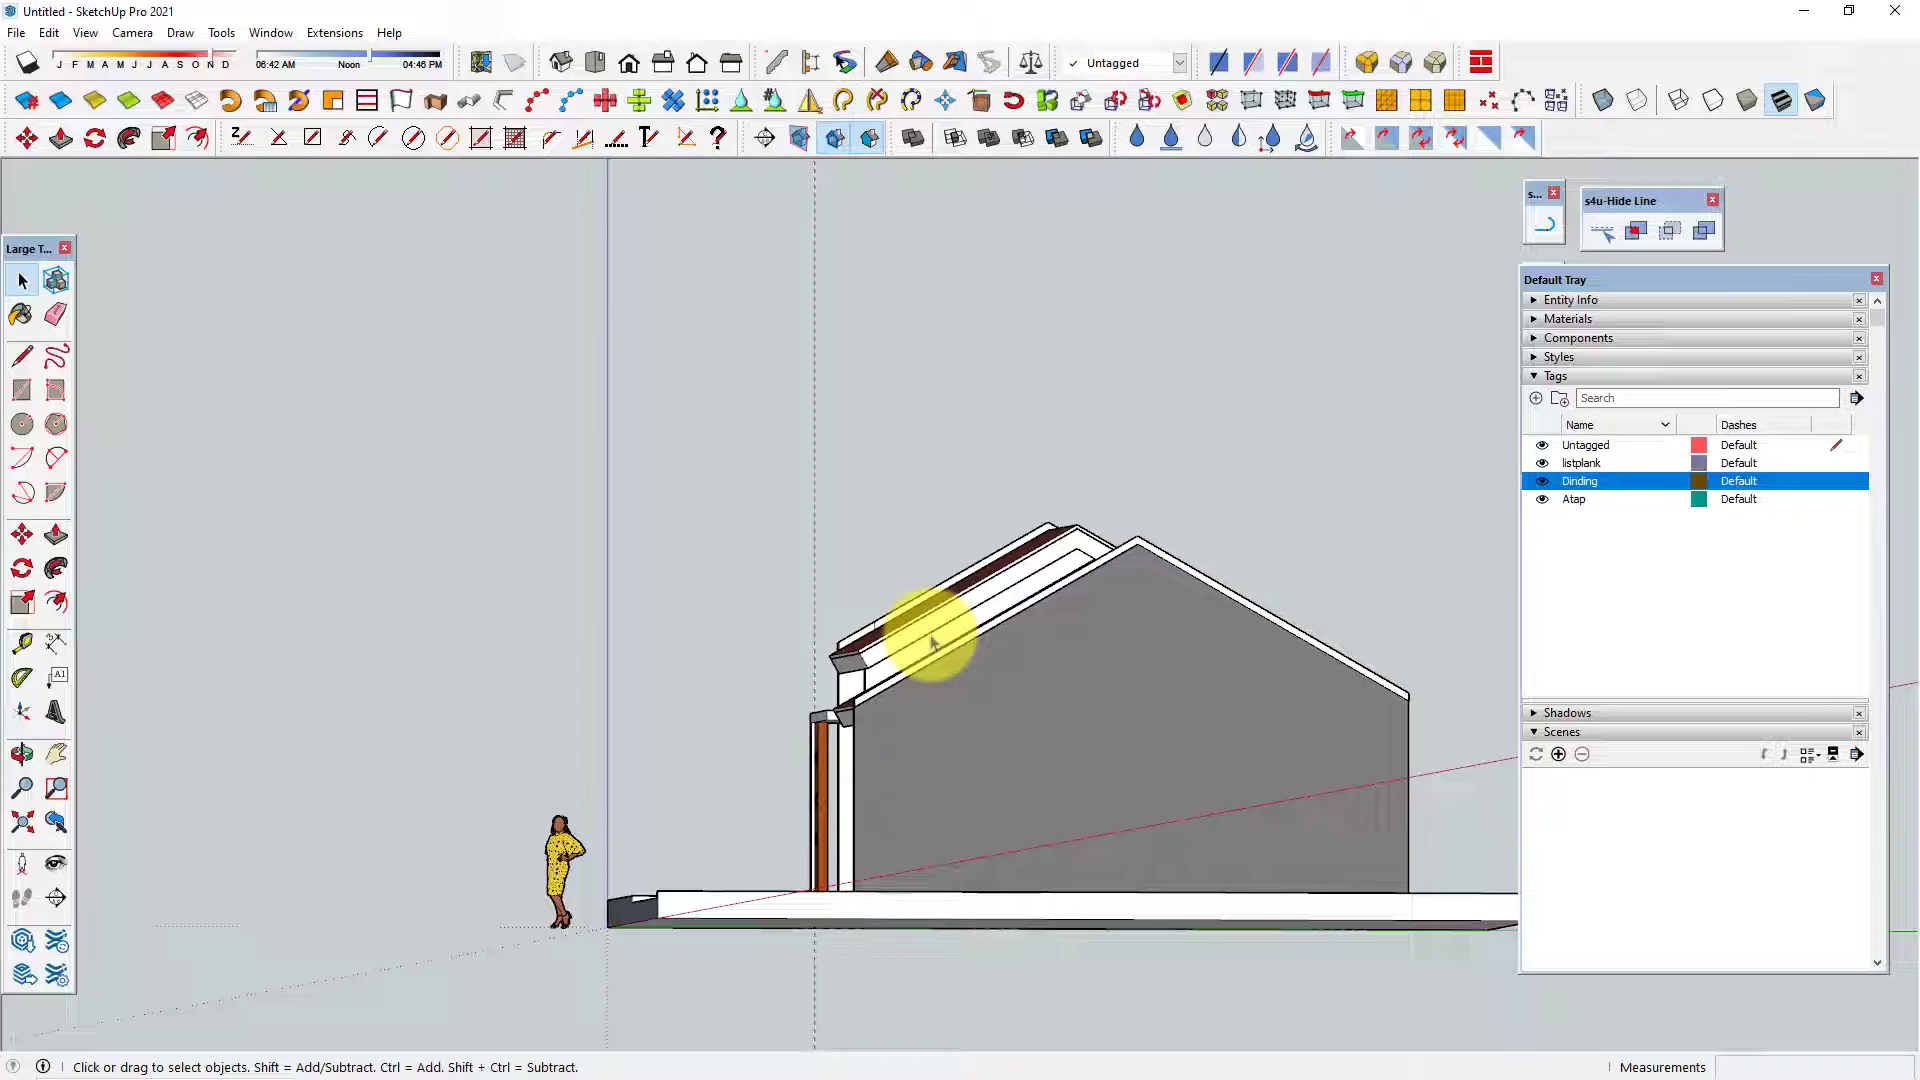 Untitled - SketchUp Pro 2021
File Edit View Camera Draw Tools Window Extensions Help
J F M A M J J A S O N D
06:42 AM Noon 04:46 PM
Untagged
Large T...
s...
s4u-Hide Line
Default Tray
Entity Info
Materials
Components
Styles
Tags
Search
Name Dashes
Untagged Default
listplank Default
Dinding Default
Atap Default
Shadows
Scenes
A1
Click or drag to select objects. Shift = Add/Subtract. Ctrl = Add. Shift + Ctrl = Subtract.
Measurements